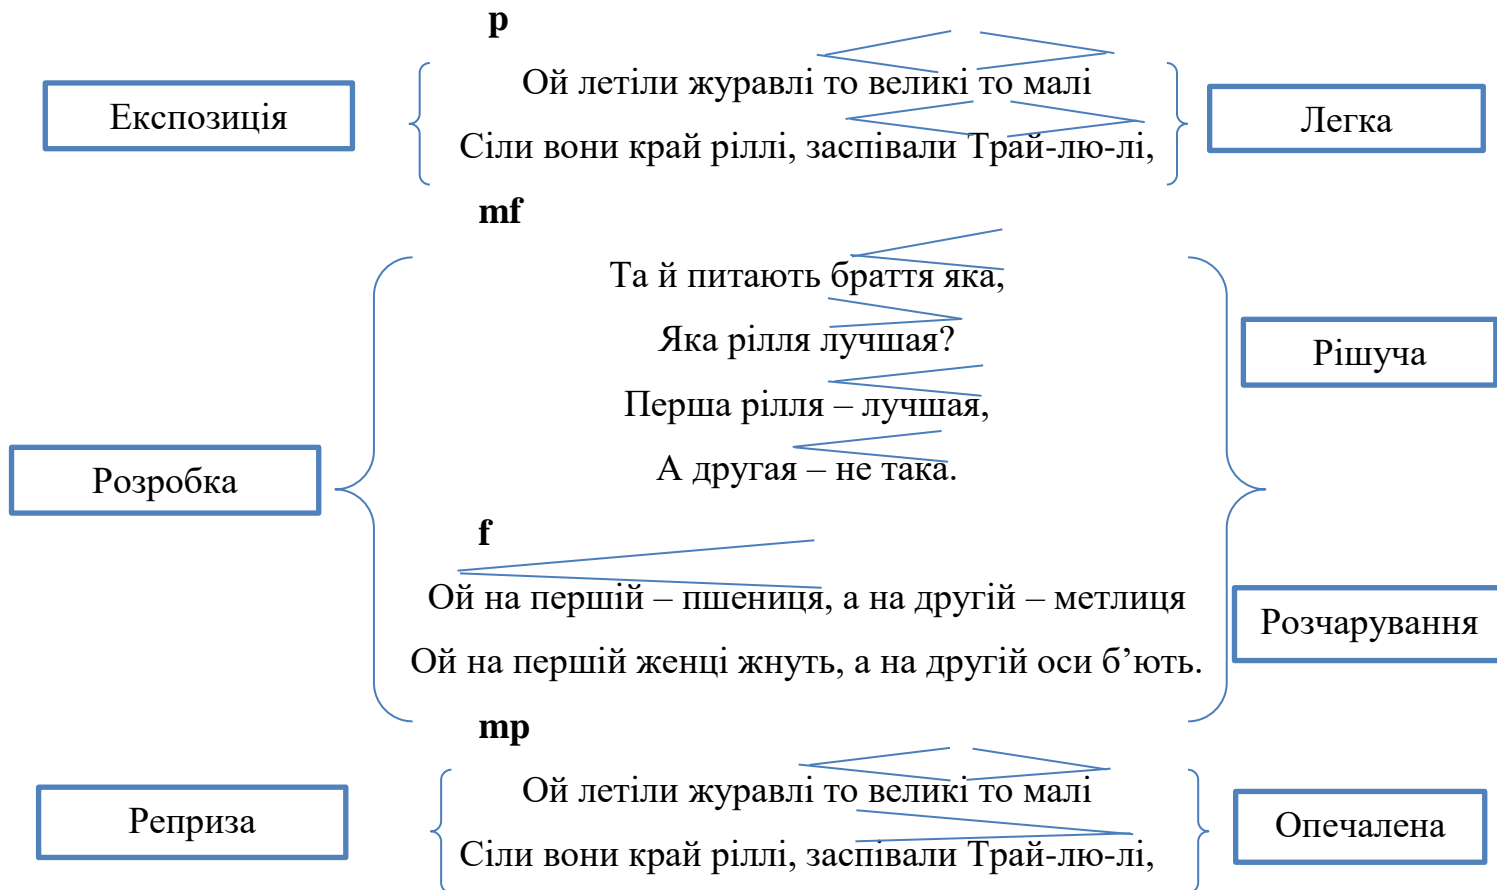 p
Ой летіли журавлі то великі то малі
Експозиція
Легка
Сіли вони край ріллі, заспівали Трай-лю-лі,
mf
Та й питають браття яка,
Яка рілля лучшая?
Рішуча
Перша рілля – лучшая,
А другая – не така.
Розробка
f
Ой на першій – пшениця, а на другій – метлиця
Розчарування
Ой на першій женці жнуть, а на другій оси б’ють.
mp
Ой летіли журавлі то великі то малі
Реприза
Опечалена
Сіли вони край ріллі, заспівали Трай-лю-лі,